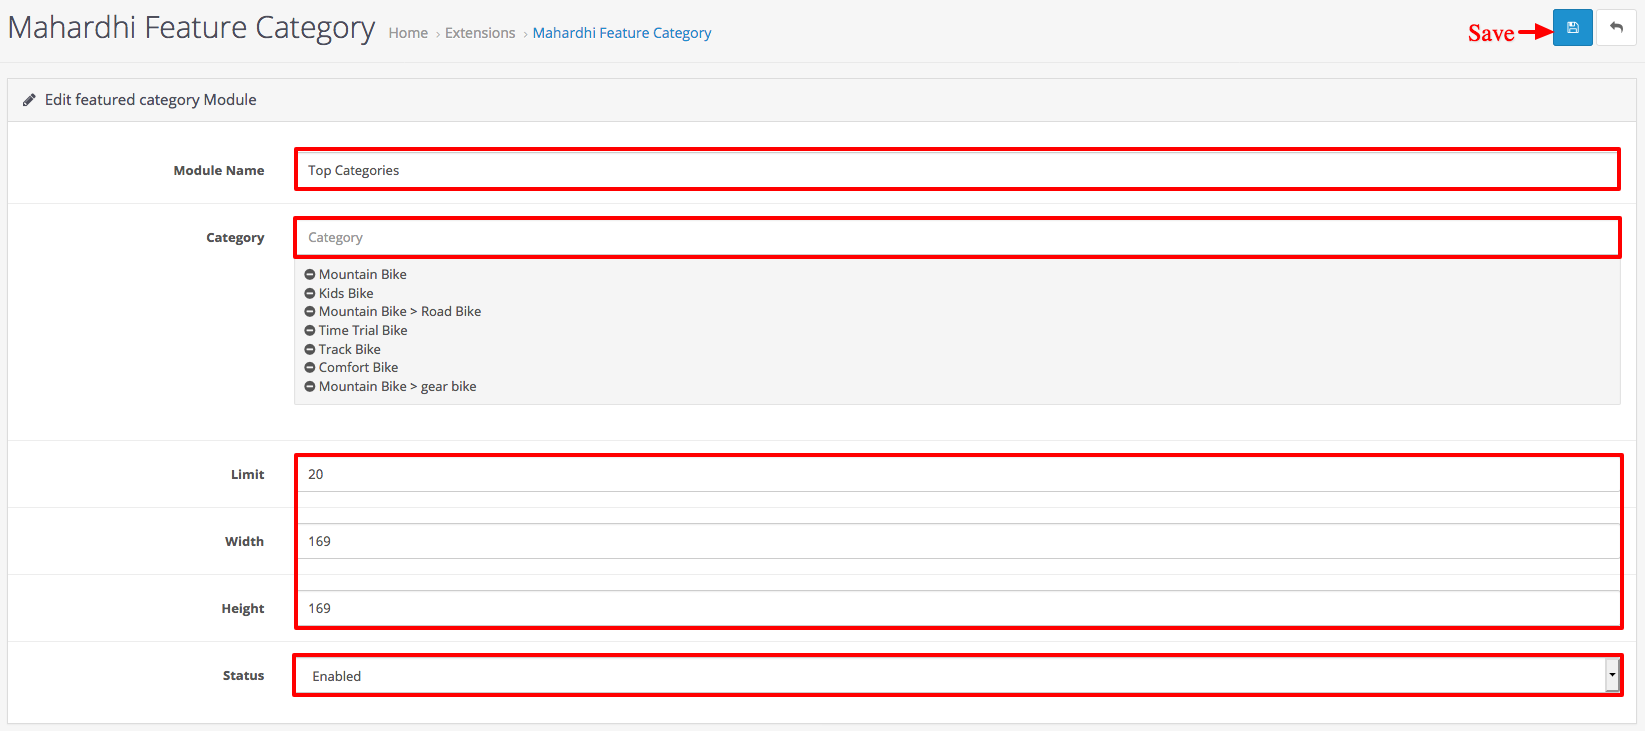 Mahardhi Feature Category Home › Extensions › Mahardhi Feature Category
Save
Edit featured category Module
Module Name Top Categories
Category Category
Mountain Bike
Kids Bike
Mountain Bike > Road Bike
Time Trial Bike
Track Bike
Comfort Bike
Mountain Bike > gear bike
Limit 20
Width 169
Height 169
Status Enabled